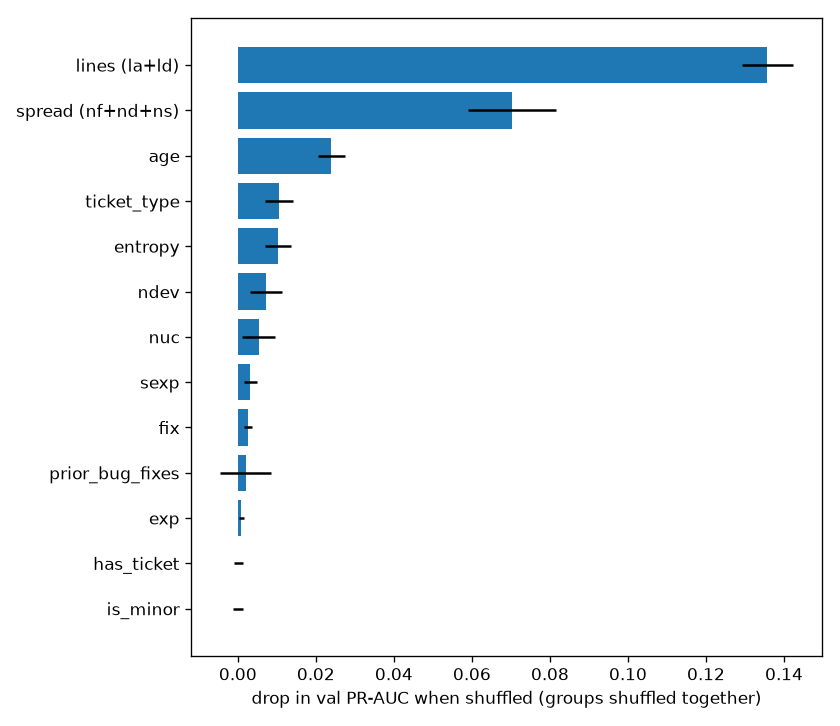 lines (la+ld)
spread (nf+nd+ns)
age
ticket_type
entropy
ndev
nuc
sexp
fix
prior_bug_fixes
exp
has_ticket
is_minor
0.00 0.02 0.04 0.06 0.08 0.10 0.12 0.14
drop in val PR-AUC when shuffled (groups shuffled together)